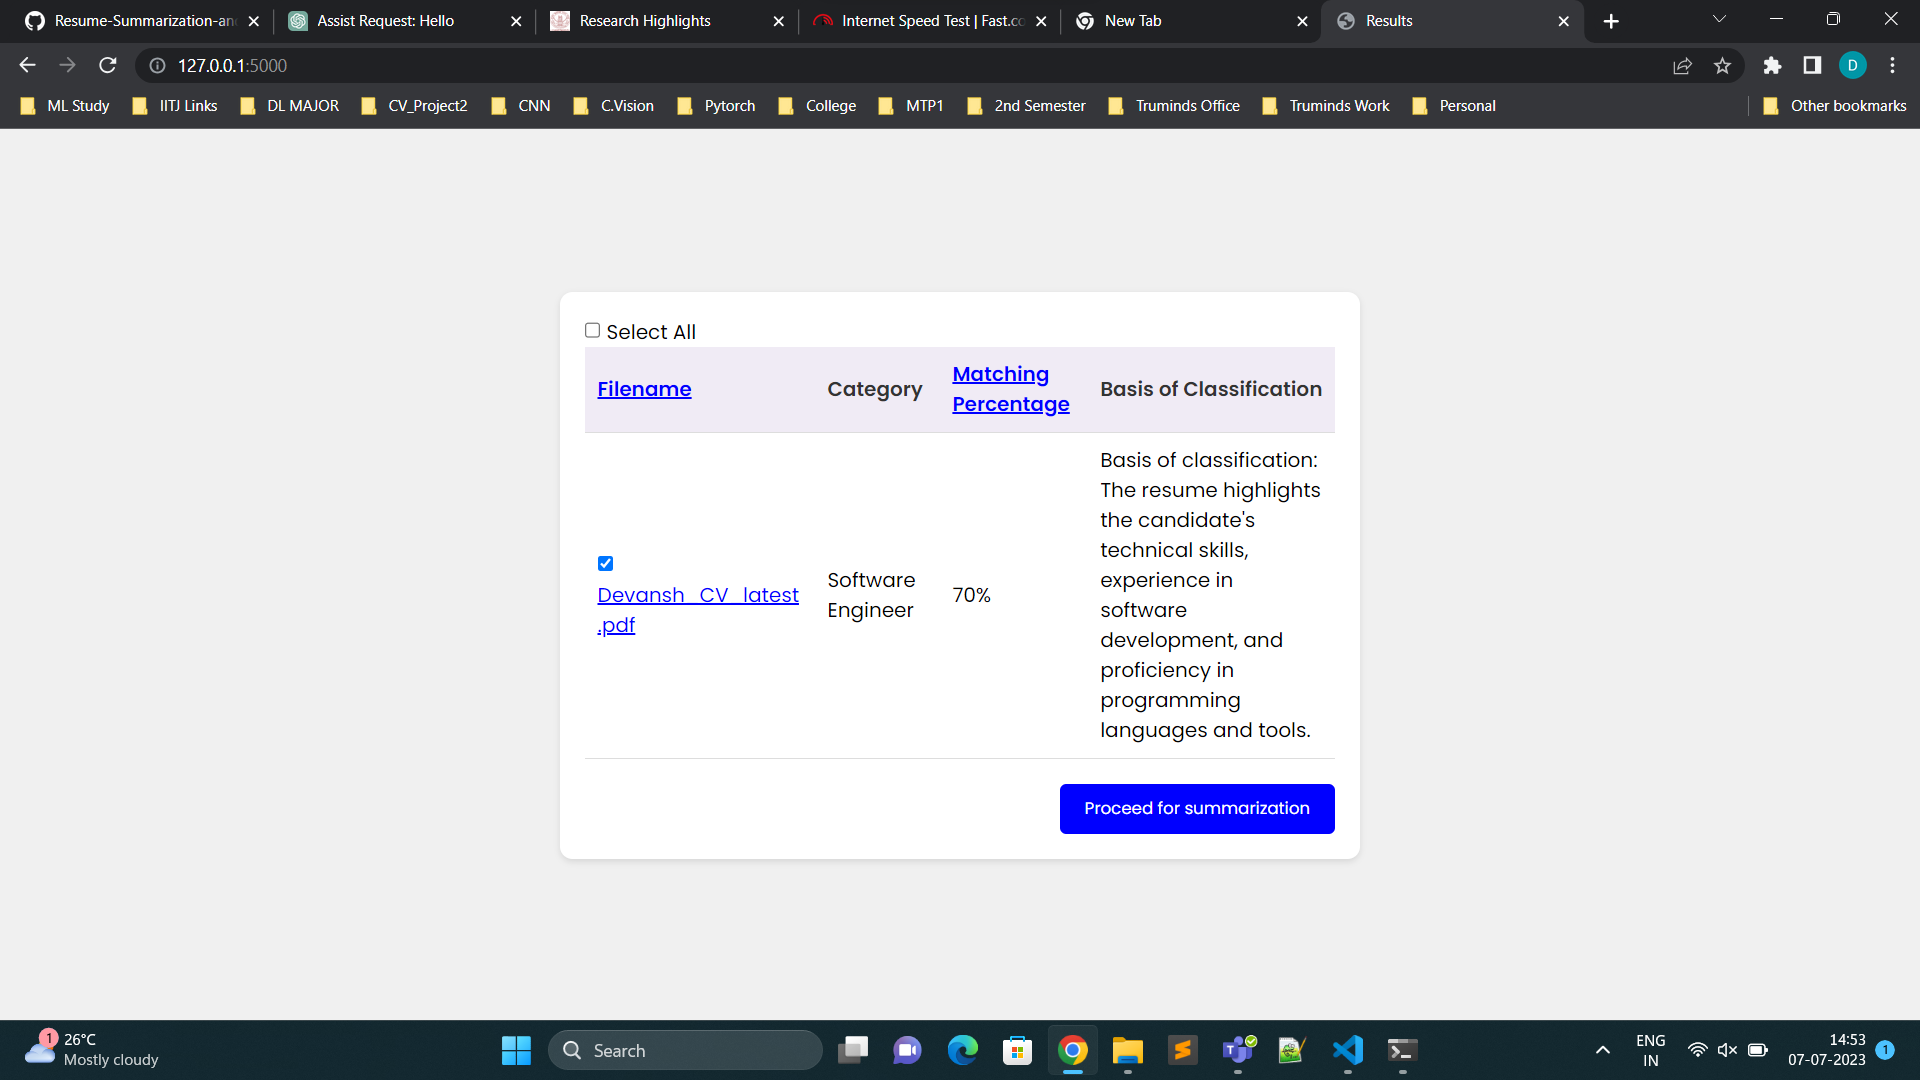 Resume-Summarization-an
Assist Request: Hello
Research Highlights
Internet Speed Test | Fast.co
New Tab
Results
127.0.0.1:5000
D
ML Study
IITJ Links
DL MAJOR
CV_Project2
CNN
C.Vision
Pytorch
College
MTP1
2nd Semester
Truminds Office
Truminds Work
Personal
Other bookmarks
Select All
Filename
Category
Matching
Percentage
Basis of Classification
Devansh_CV_latest
.pdf
Software
Engineer
70%
Basis of classification:
The resume highlights
the candidate's
technical skills,
experience in
software
development, and
proficiency in
programming
languages and tools.
Proceed for summarization
1
26°C
Mostly cloudy
Search
ENG
IN
14:53
07-07-2023
1